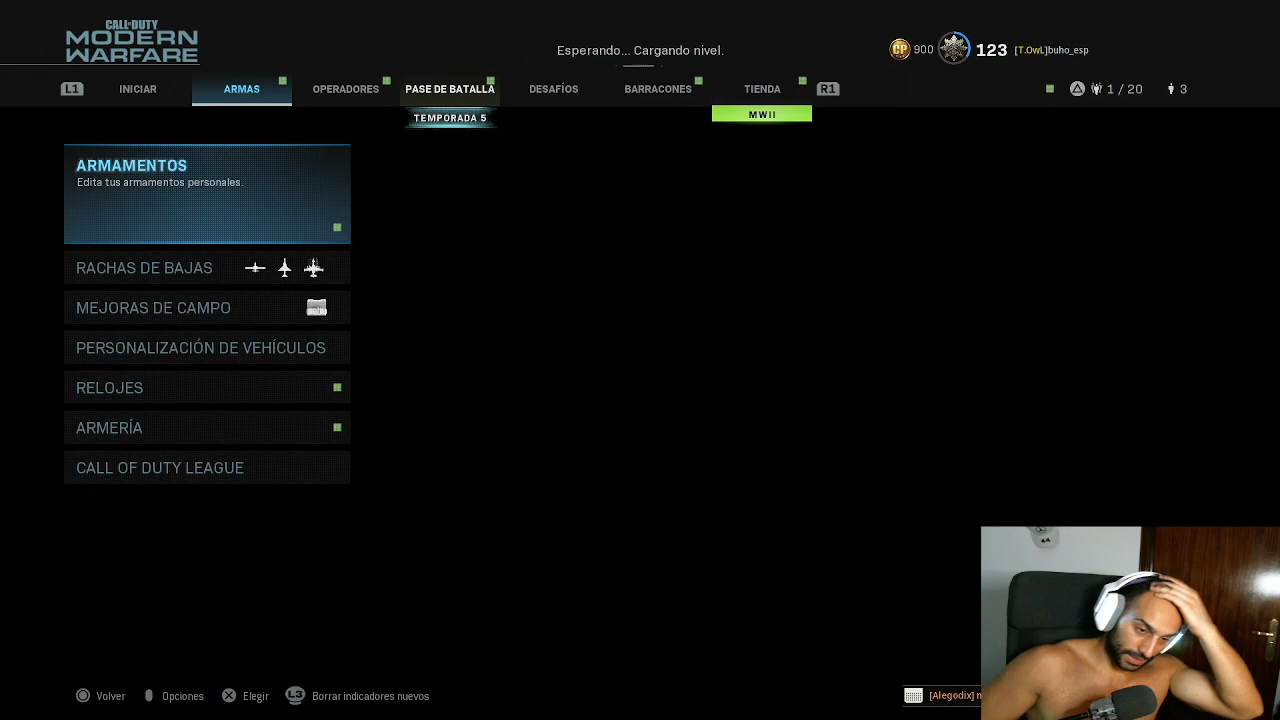 CALL OF DUTY
MODERN
WARFARE
Esperando... Cargando nivel.
CP 900 123 [T.OwL]buho_esp
L1 INICIAR ARMAS OPERADORES PASE DE BATALLA DESAFÍOS BARRACONES TIENDA R1 1 / 20 3
TEMPORADA 5 MWII
ARMAMENTOS
Edita tus armamentos personales.
RACHAS DE BAJAS
MEJORAS DE CAMPO
PERSONALIZACIÓN DE VEHÍCULOS
RELOJES
ARMERÍA
CALL OF DUTY LEAGUE
Volver Opciones Elegir L3 Borrar indicadores nuevos [Alegodix]